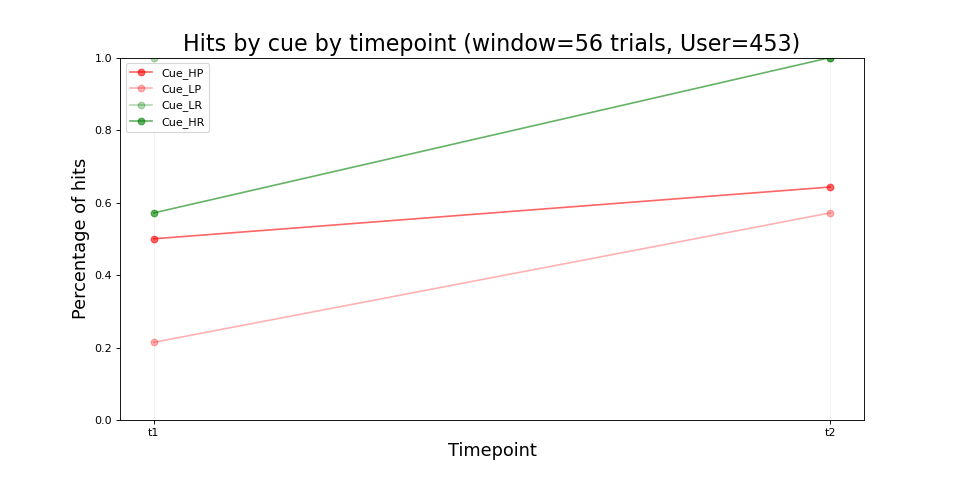 Hits by cue by timepoint (window=56 trials, User=453)
Percentage of hits
1.0
0.8
0.6
0.4
0.2
0.0
Cue_HP
Cue_LP
Cue_LR
Cue_HR
t1
t2
Timepoint